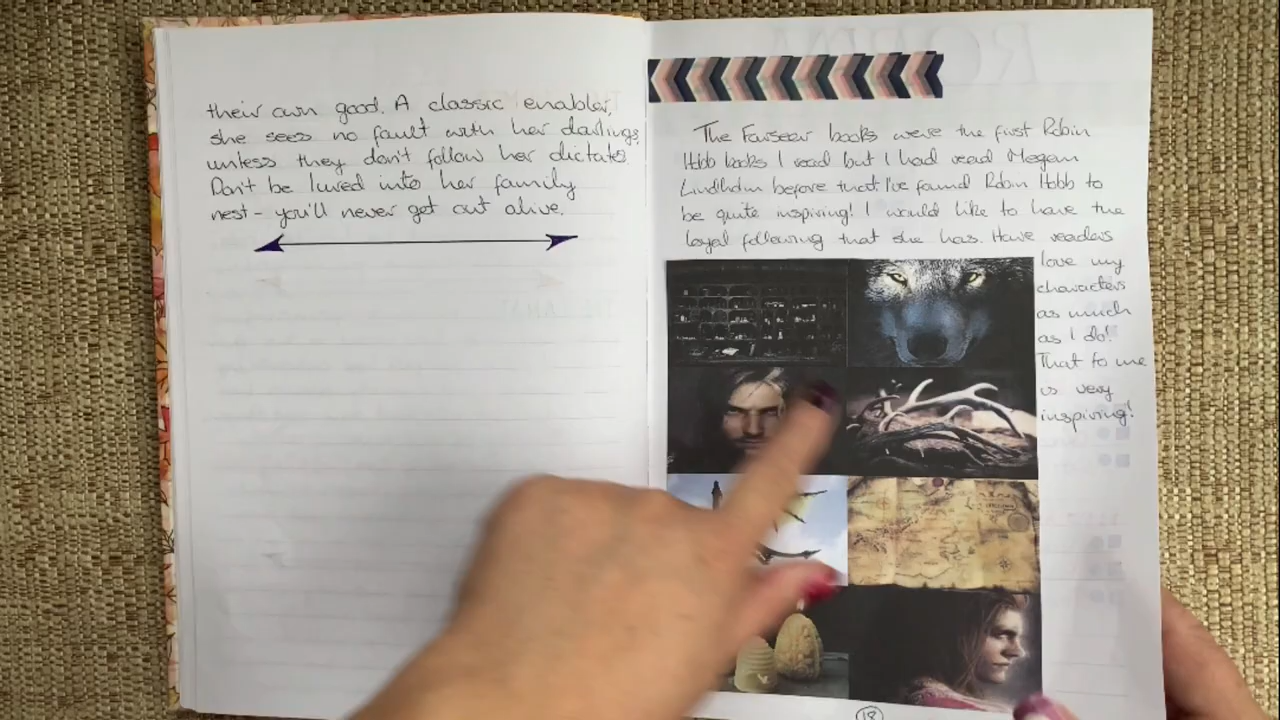 their own good. A classic enabler,
she sees no fault with her darlings,
unless they don't follow her dictates.
Don't be lured into her family
nest - you'll never get out alive.
The Farseer books were the first Robin
Hobb books I read but I had read Megan
Lindholm before that. I've found Robin Hobb to
be quite inspiring! I would like to have the
loyal following that she has. Have readers
love my
characters
as much
as I do!
That to me
is very
inspiring!
18